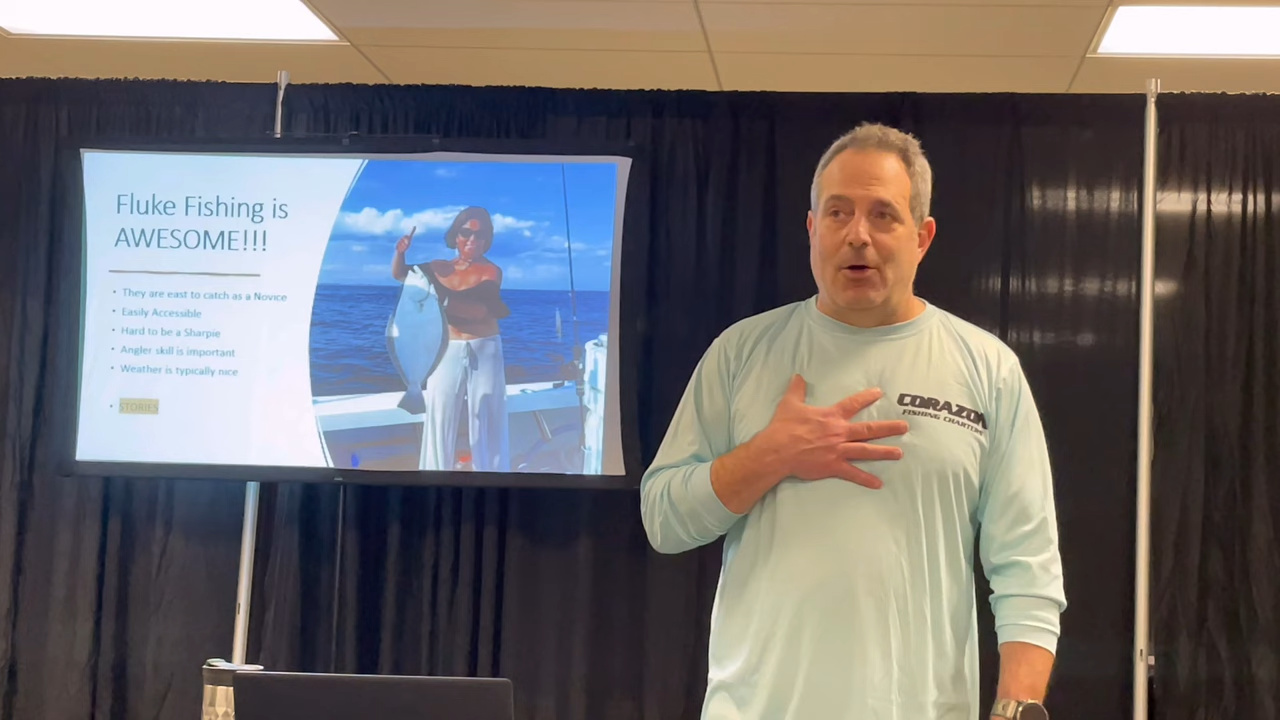 Fluke Fishing is
AWESOME!!!
• They are east to catch as a Novice
• Easily Accessible
• Hard to be a Sharpie
• Angler skill is important
• Weather is typically nice
• STORIES
CORAZON
FISHING CHARTERS